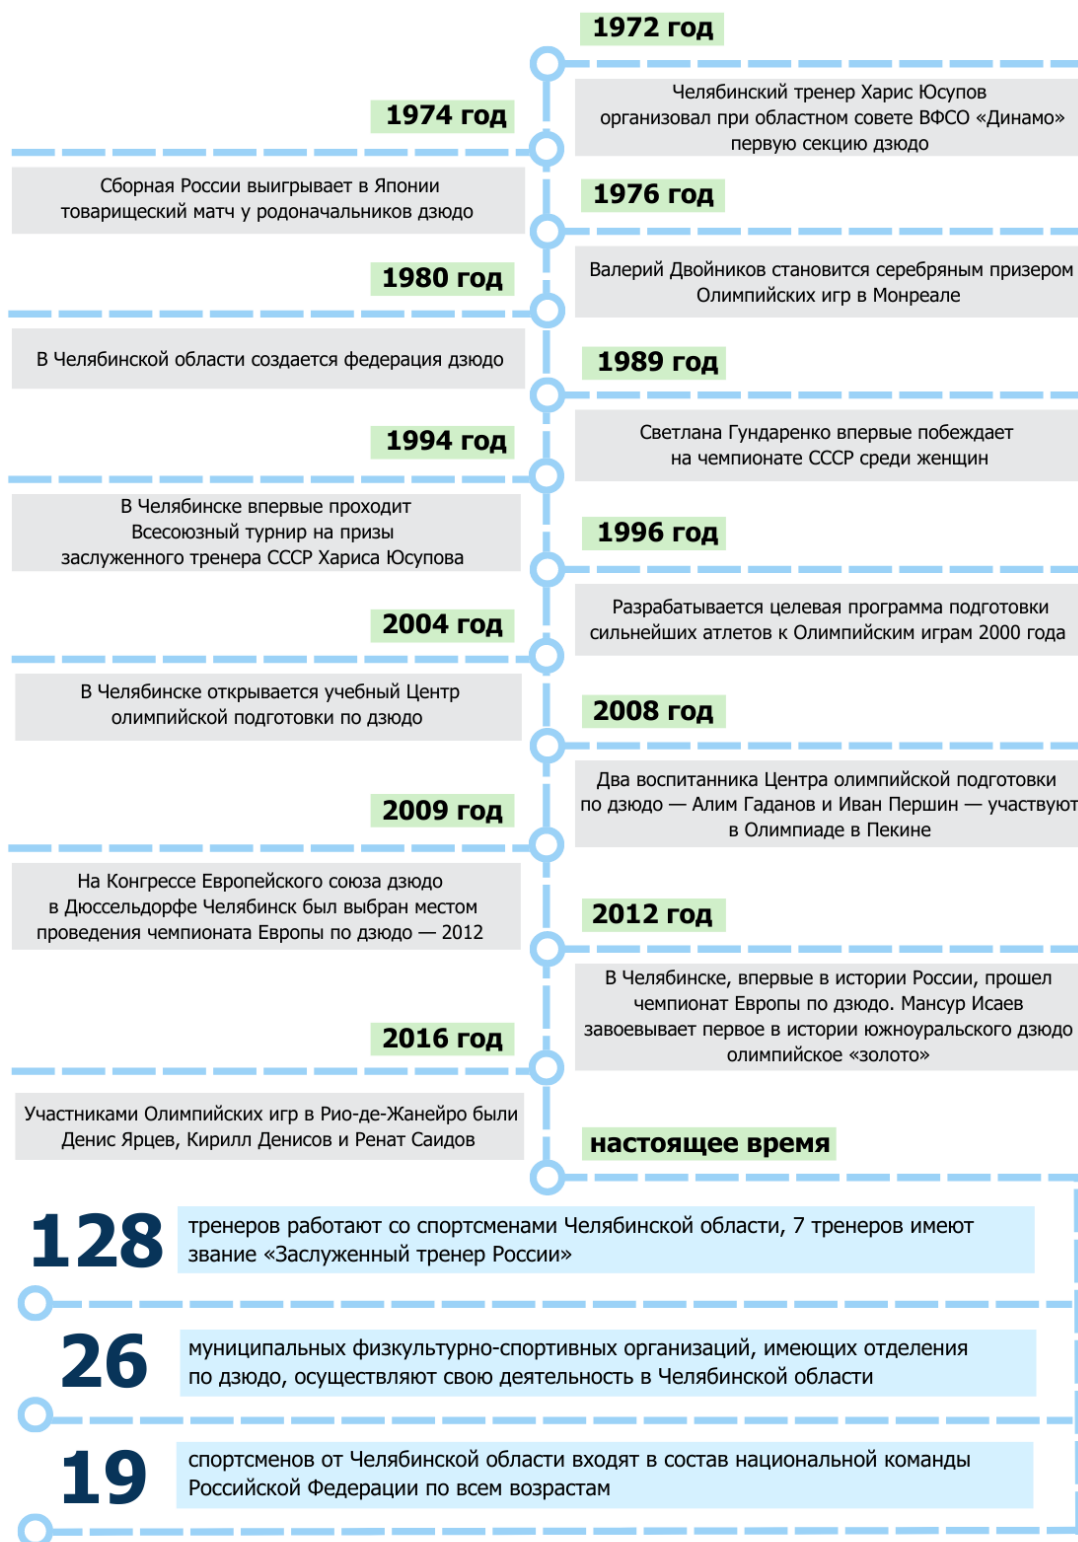 1972 год
Челябинский тренер Харис Юсупов
организовал при областном совете ВФСО «Динамо»
первую секцию дзюдо
1974 год
Сборная России выигрывает в Японии
товарищеский матч у родоначальников дзюдо
1976 год
Валерий Двойников становится серебряным призером
Олимпийских игр в Монреале
1980 год
В Челябинской области создается федерация дзюдо
1989 год
Светлана Гундаренко впервые побеждает
на чемпионате СССР среди женщин
1994 год
В Челябинске впервые проходит
Всесоюзный турнир на призы
заслуженного тренера СССР Хариса Юсупова
1996 год
Разрабатывается целевая программа подготовки
сильнейших атлетов к Олимпийским играм 2000 года
2004 год
В Челябинске открывается учебный Центр
олимпийской подготовки по дзюдо
2008 год
Два воспитанника Центра олимпийской подготовки
по дзюдо — Алим Гаданов и Иван Першин — участвуют
в Олимпиаде в Пекине
2009 год
На Конгрессе Европейского союза дзюдо
в Дюссельдорфе Челябинск был выбран местом
проведения чемпионата Европы по дзюдо — 2012
2012 год
В Челябинске, впервые в истории России, прошел
чемпионат Европы по дзюдо. Мансур Исаев
завоевывает первое в истории южноуральского дзюдо
олимпийское «золото»
2016 год
Участниками Олимпийских игр в Рио-де-Жанейро были
Денис Ярцев, Кирилл Денисов и Ренат Саидов
настоящее время
128
тренеров работают со спортсменами Челябинской области, 7 тренеров имеют
звание «Заслуженный тренер России»
26
муниципальных физкультурно-спортивных организаций, имеющих отделения
по дзюдо, осуществляют свою деятельность в Челябинской области
19
спортсменов от Челябинской области входят в состав национальной команды
Российской Федерации по всем возрастам